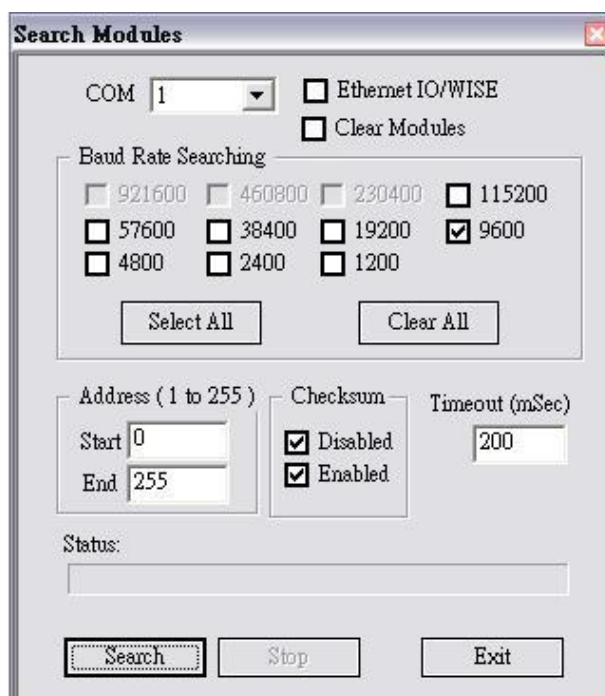 Search Modules
COM 1 Ethernet IO/WISE
Clear Modules
Baud Rate Searching
921600 460800 230400 115200
57600 38400 19200 9600
4800 2400 1200
Select All Clear All
Address ( 1 to 255 ) Checksum Timeout (mSec)
Start 0 Disabled 200
End 255 Enabled
Status:
Search Stop Exit